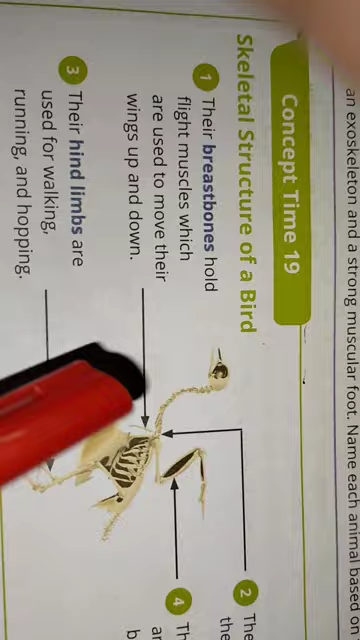 an exoskeleton and a strong muscular foot. Name each animal based on
Concept Time 19
Skeletal Structure of a Bird
1 Their breastbones hold
flight muscles which
are used to move their
wings up and down.
3 Their hind limbs are
used for walking,
running, and hopping.
2 The
the
4